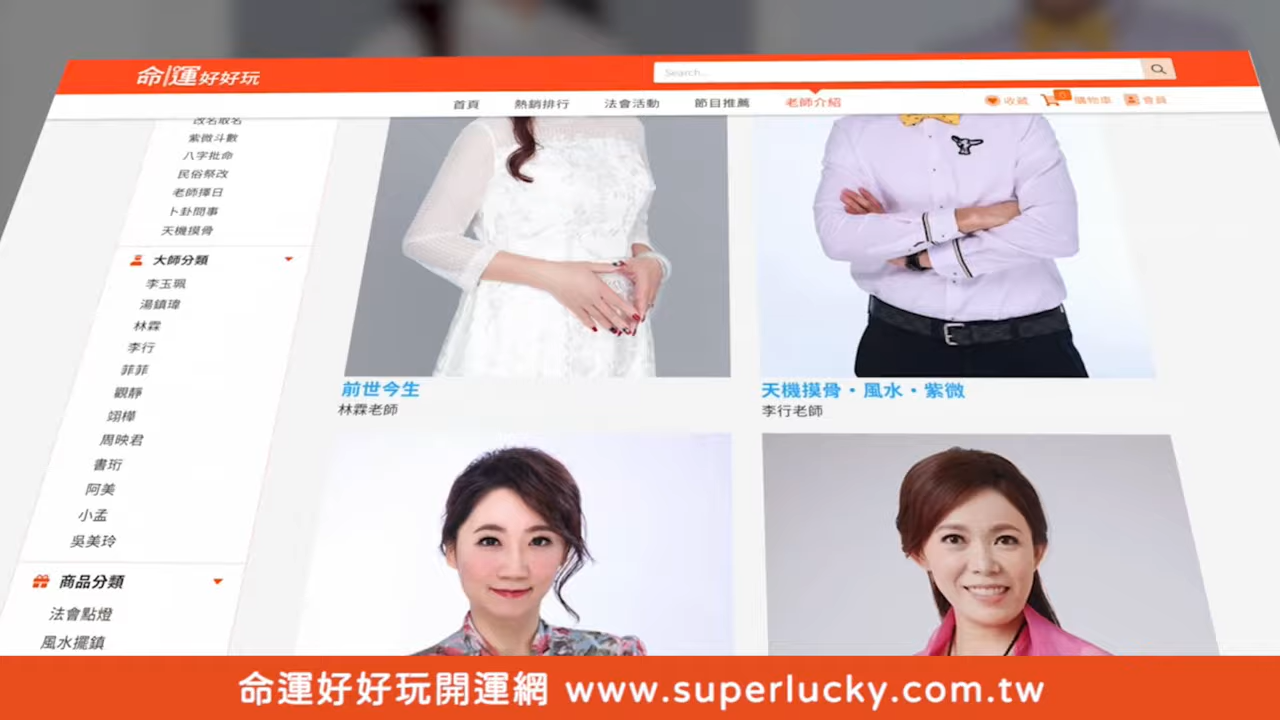 命運好好玩
Search...
首頁
熱銷排行
法會活動
節目推薦
老師介紹
收藏
0
購物車
會員
改名取名
紫微斗數
八字批命
民俗祭改
老師擇日
卜卦問事
天機摸骨
大師分類
李玉珮
湯鎮瑋
林霖
李行
菲菲
觀靜
翊樺
周映君
書珩
阿美
小孟
吳美玲
商品分類
法會點燈
風水擺鎮
前世今生
林霖老師
天機摸骨・風水・紫微
李行老師
命運好好玩開運網 www.superlucky.com.tw